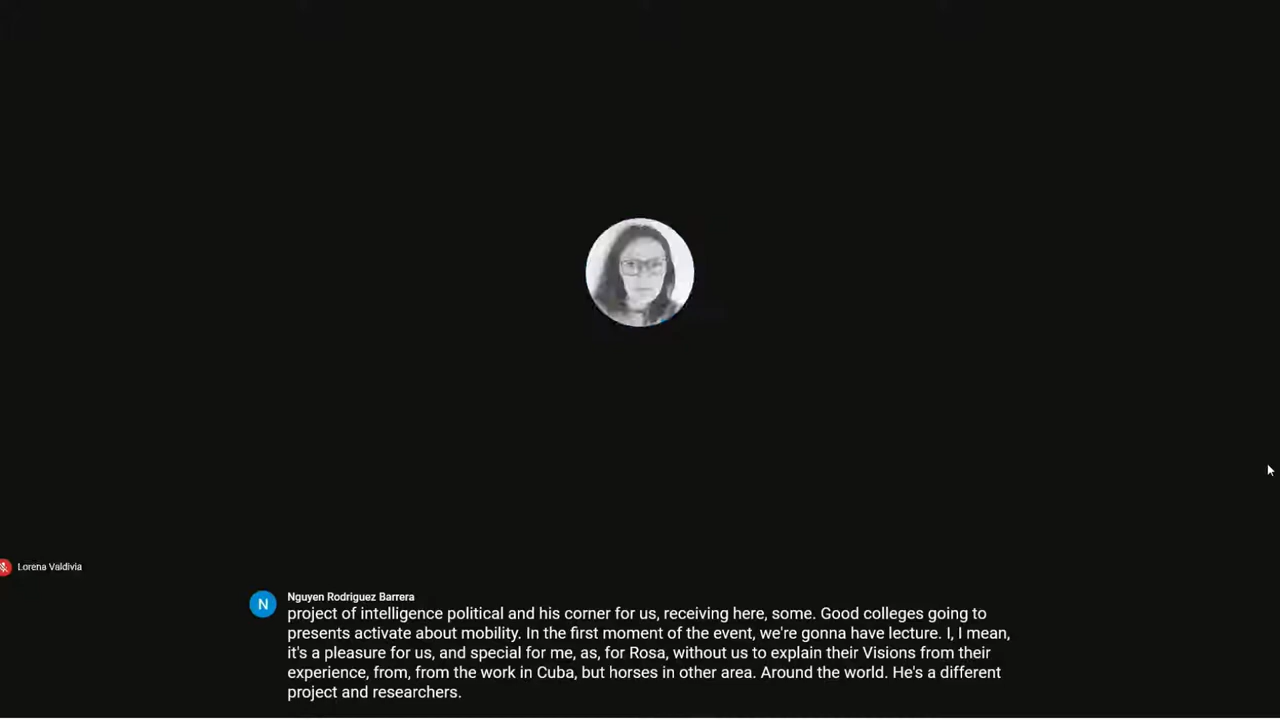 Lorena Valdivia
N
Nguyen Rodriguez Barrera
project of intelligence political and his corner for us, receiving here, some. Good colleges going to
presents activate about mobility. In the first moment of the event, we're gonna have lecture. I, I mean,
it's a pleasure for us, and special for me, as, for Rosa, without us to explain their Visions from their
experience, from, from the work in Cuba, but horses in other area. Around the world. He's a different
project and researchers.